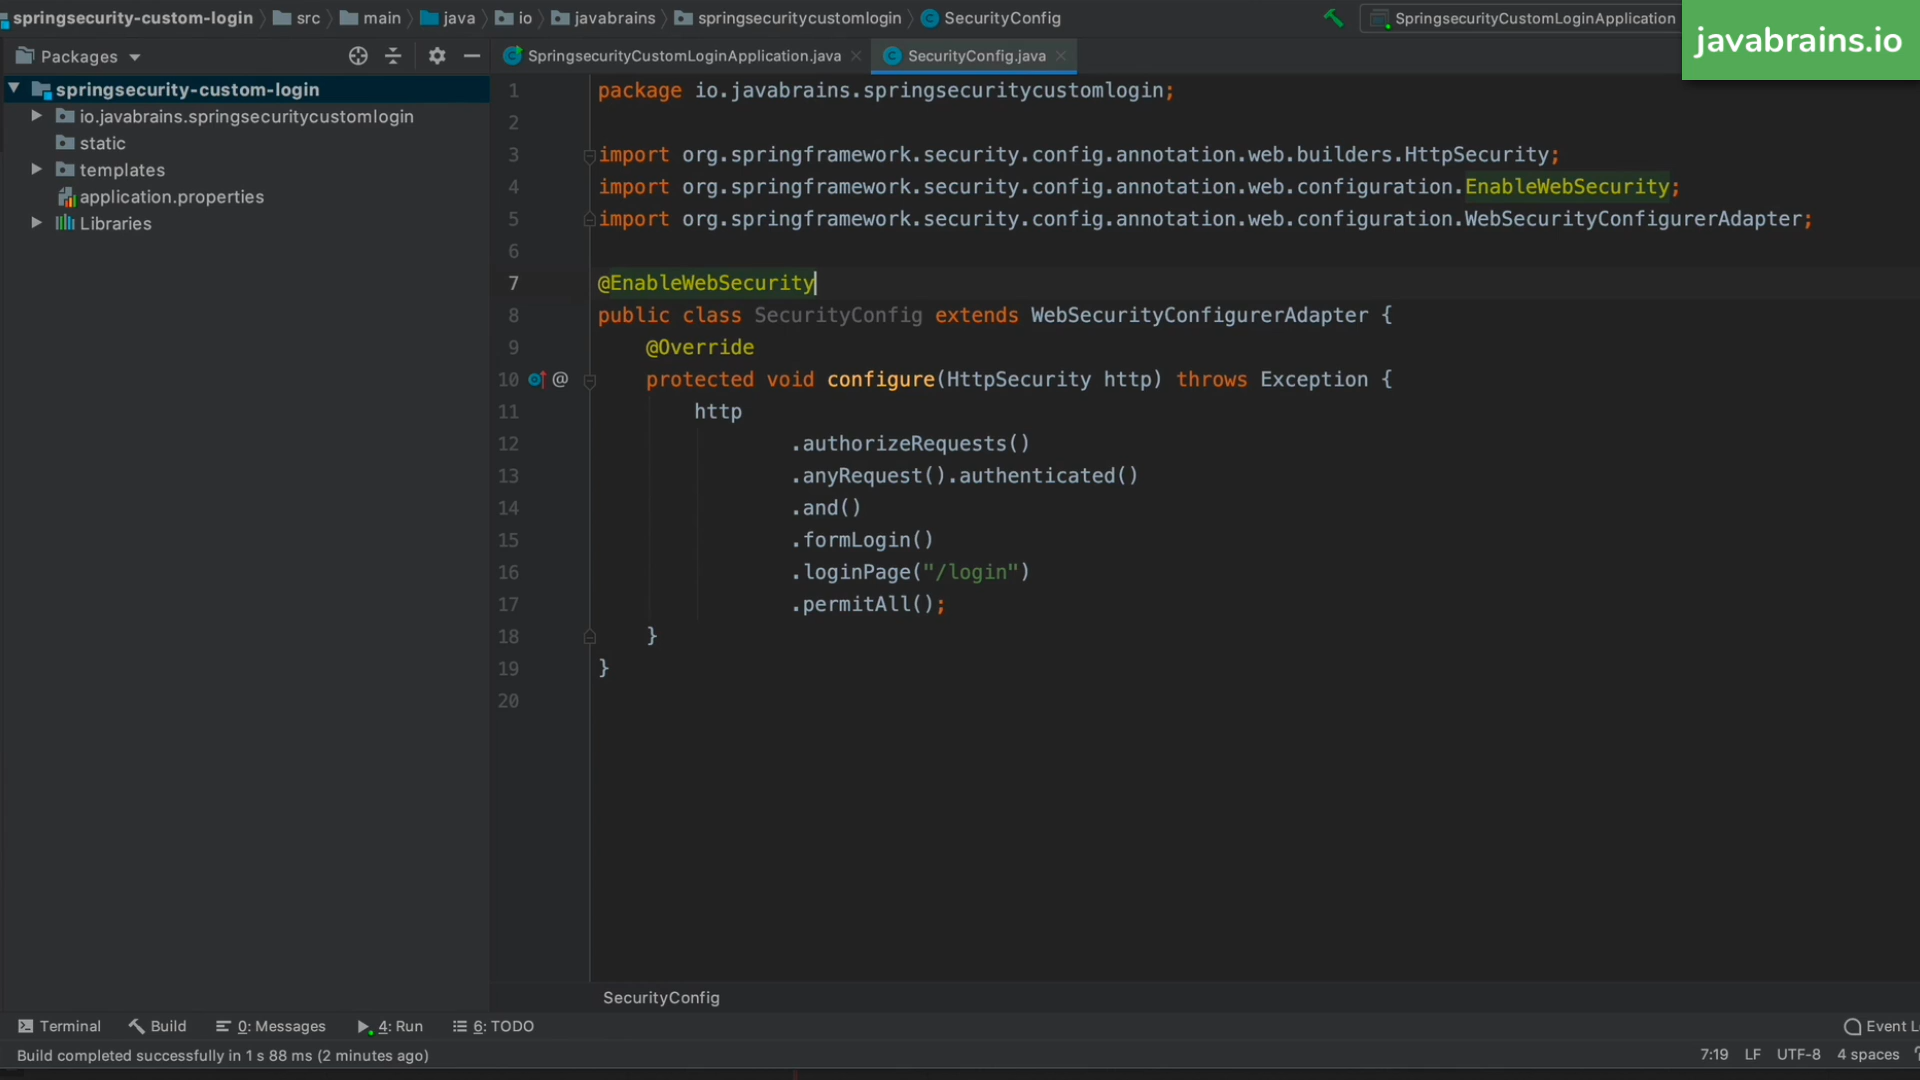 springsecurity-custom-login src main java io javabrains springsecuritycustomlogin SecurityConfig SpringsecurityCustomLoginApplication
javabrains.io
Packages SpringsecurityCustomLoginApplication.java SecurityConfig.java
springsecurity-custom-login
io.javabrains.springsecuritycustomlogin
static
templates
application.properties
Libraries
1 package io.javabrains.springsecuritycustomlogin;
2
3 import org.springframework.security.config.annotation.web.builders.HttpSecurity;
4 import org.springframework.security.config.annotation.web.configuration.EnableWebSecurity;
5 import org.springframework.security.config.annotation.web.configuration.WebSecurityConfigurerAdapter;
6
7 @EnableWebSecurity
8 public class SecurityConfig extends WebSecurityConfigurerAdapter {
9 @Override
10 @ protected void configure(HttpSecurity http) throws Exception {
11 http
12 .authorizeRequests()
13 .anyRequest().authenticated()
14 .and()
15 .formLogin()
16 .loginPage("/login")
17 .permitAll();
18 }
19 }
20
SecurityConfig
Terminal Build 0: Messages 4: Run 6: TODO Event L
Build completed successfully in 1 s 88 ms (2 minutes ago) 7:19 LF UTF-8 4 spaces